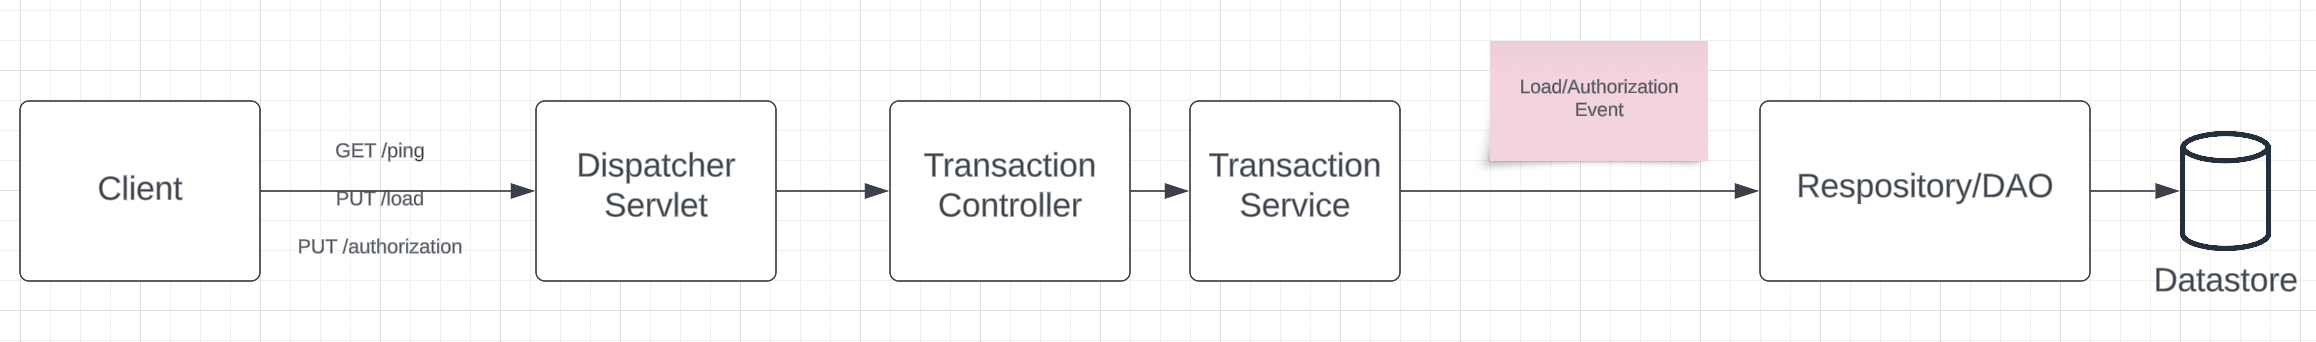 Client
GET /ping
PUT /load
PUT /authorization
Dispatcher
Servlet
Transaction
Controller
Transaction
Service
Load/Authorization
Event
Respository/DAO
Datastore